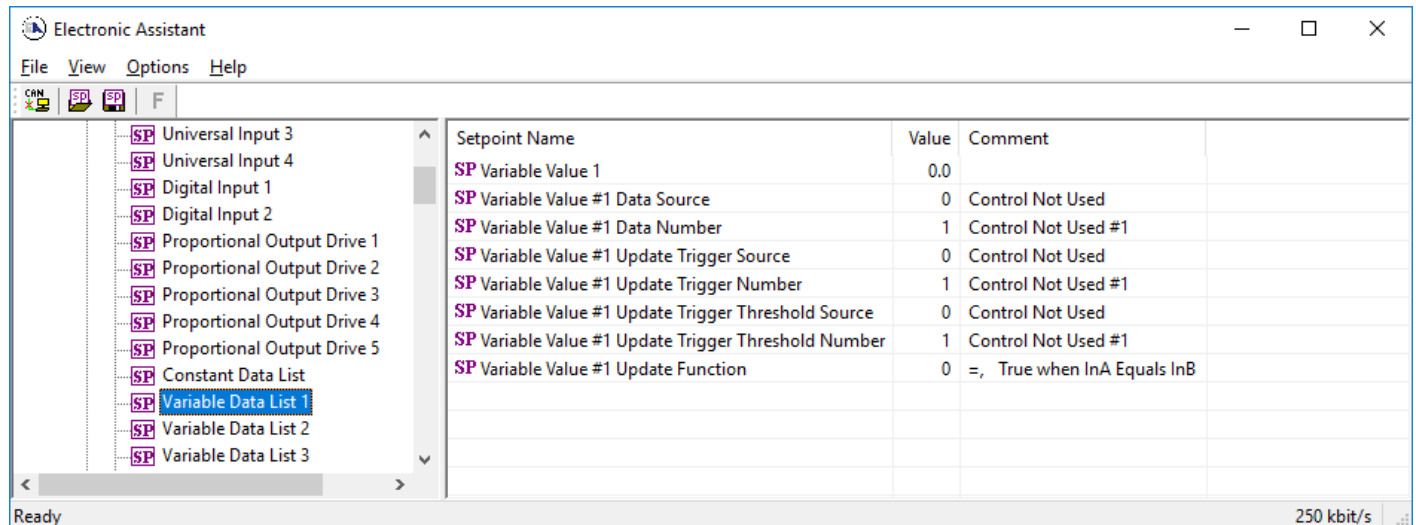 Electronic Assistant
File View Options Help
CAN SP SP F
SP Universal Input 3
SP Universal Input 4
SP Digital Input 1
SP Digital Input 2
SP Proportional Output Drive 1
SP Proportional Output Drive 2
SP Proportional Output Drive 3
SP Proportional Output Drive 4
SP Proportional Output Drive 5
SP Constant Data List
SP Variable Data List 1
SP Variable Data List 2
SP Variable Data List 3
Setpoint Name Value Comment
SP Variable Value 1 0.0
SP Variable Value #1 Data Source 0 Control Not Used
SP Variable Value #1 Data Number 1 Control Not Used #1
SP Variable Value #1 Update Trigger Source 0 Control Not Used
SP Variable Value #1 Update Trigger Number 1 Control Not Used #1
SP Variable Value #1 Update Trigger Threshold Source 0 Control Not Used
SP Variable Value #1 Update Trigger Threshold Number 1 Control Not Used #1
SP Variable Value #1 Update Function 0 =, True when InA Equals InB
Ready 250 kbit/s